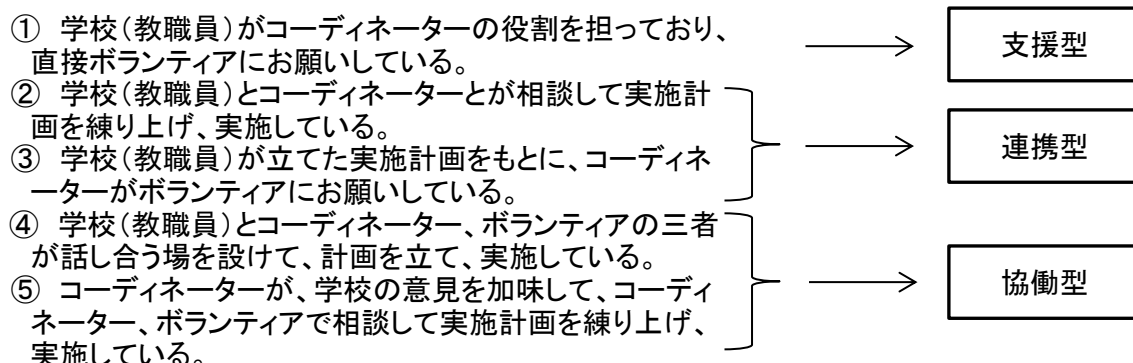 ① 学校(教職員)がコーディネーターの役割を担っており、
直接ボランティアにお願いしている。
② 学校(教職員)とコーディネーターとが相談して実施計
画を練り上げ、実施している。
③ 学校(教職員)が立てた実施計画をもとに、コーディネ
ーターがボランティアにお願いしている。
④ 学校(教職員)とコーディネーター、ボランティアの三者
が話し合う場を設けて、計画を立て、実施している。
⑤ コーディネーターが、学校の意見を加味して、コーディ
ネーター、ボランティアで相談して実施計画を練り上げ、
実施している。
支援型
連携型
協働型